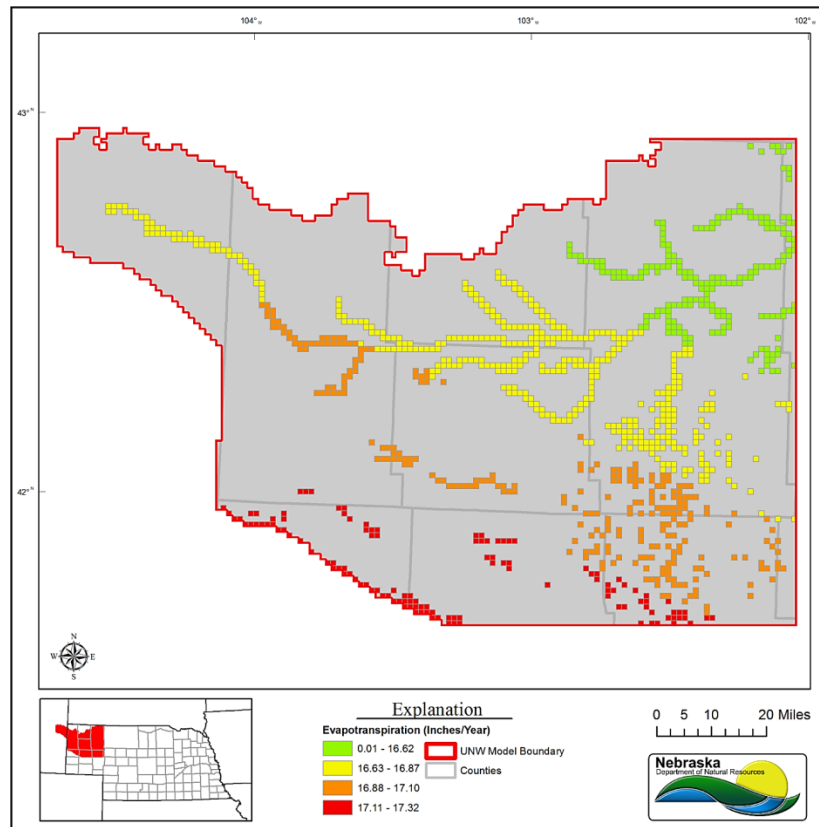 104°W
103°W
102°W
43°N
42°N
N
W E
S
Explanation
Evapotranspiration (Inches/Year)
0.01 - 16.62
16.63 - 16.87
16.88 - 17.10
17.11 - 17.32
UNW Model Boundary
Counties
0 5 10 20 Miles
Nebraska
Department of Natural Resources